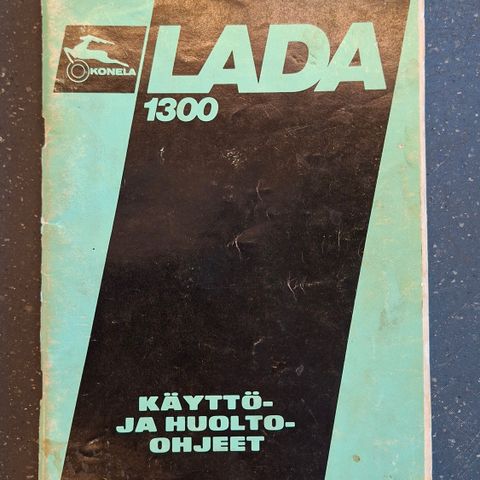 KONELA
LADA
1300
KÄYTTÖ-
JA HUOLTO-
OHJEET